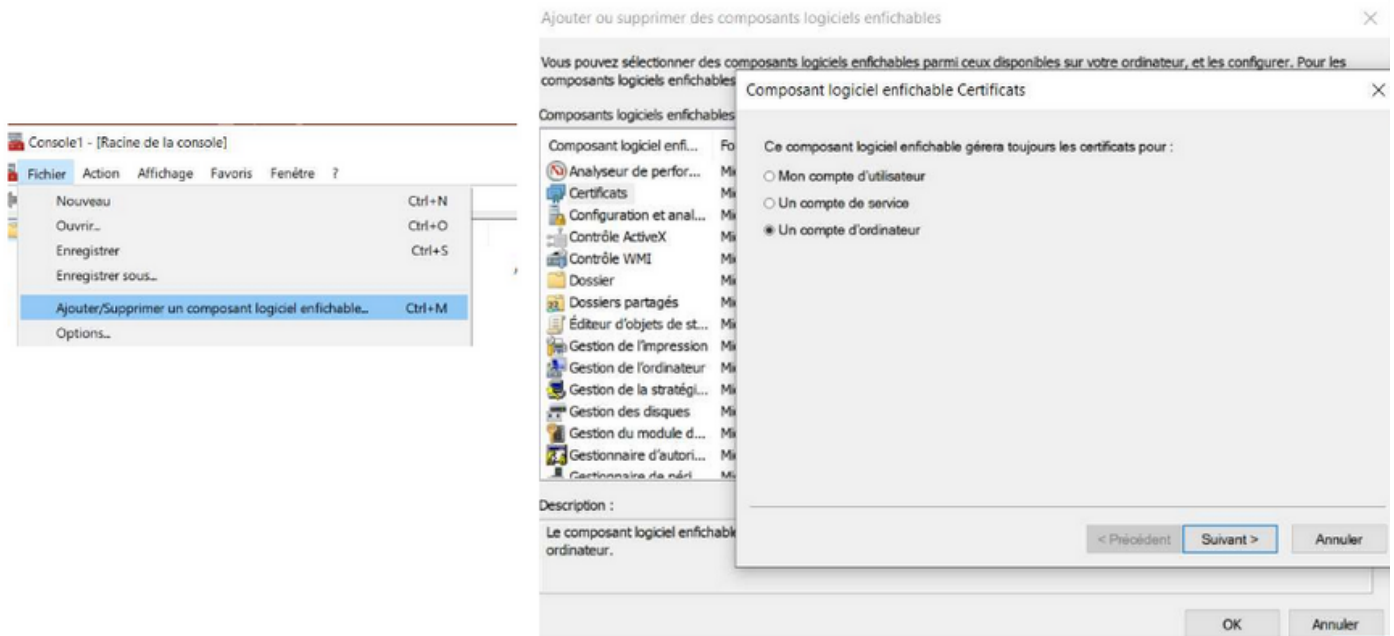 Console1 - [Racine de la console]
Fichier Action Affichage Favoris Fenêtre ?
Nouveau Ctrl+N
Ouvrir... Ctrl+O
Enregistrer Ctrl+S
Enregistrer sous...
Ajouter/Supprimer un composant logiciel enfichable... Ctrl+M
Options...
Ajouter ou supprimer des composants logiciels enfichables
Vous pouvez sélectionner des composants logiciels enfichables parmi ceux disponibles sur votre ordinateur, et les configurer. Pour les
composants logiciels enfichables
Composants logiciels enfichables
Composant logiciel enfi... Fo
Analyseur de perfor... Mi
Certificats Mi
Configuration et anal... Mi
Contrôle ActiveX Mi
Contrôle WMI Mi
Dossier Mi
Dossiers partagés Mi
Éditeur d'objets de st... Mi
Gestion de l'impression Mi
Gestion de l'ordinateur Mi
Gestion de la stratégi... Mi
Gestion des disques Mi
Gestion du module d... Mi
Gestionnaire d'autori... Mi
Gestionnaire de péri Mi
Description :
Le composant logiciel enfichable
ordinateur.
OK Annuler
Composant logiciel enfichable Certificats
Ce composant logiciel enfichable gérera toujours les certificats pour :
Mon compte d'utilisateur
Un compte de service
Un compte d'ordinateur
< Précédent Suivant > Annuler